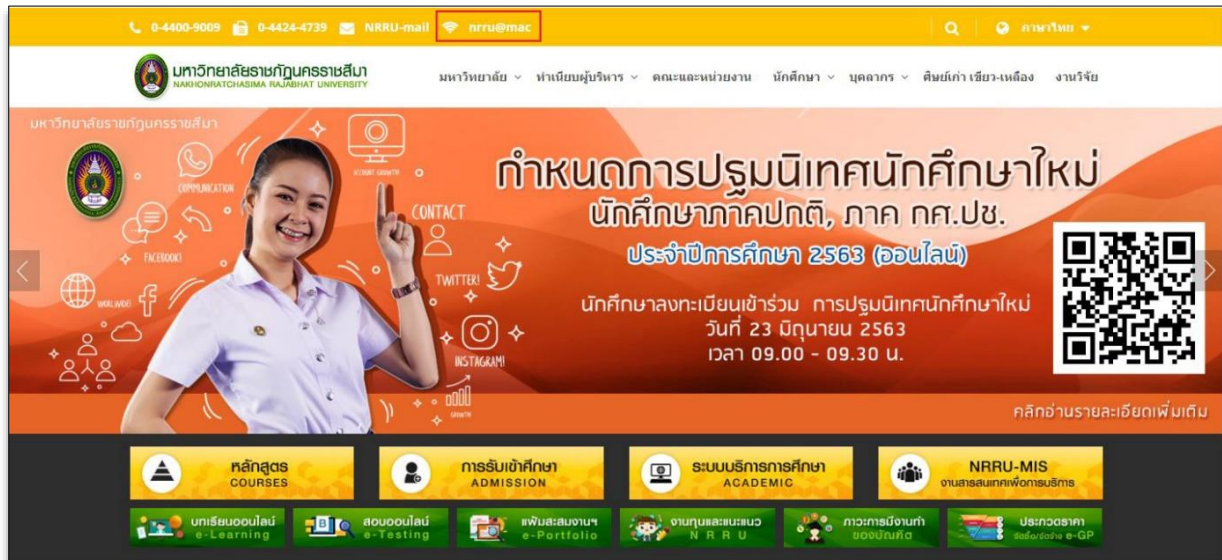 0-4400-9009 0-4424-4739 NRRU-mail nrru@mac ภาษาไทย
มหาวิทยาลัยราชภัฏนครราชสีมา
NAKHONRATCHASIMA RAJABHAT UNIVERSITY
มหาวิทยาลัย ทำเนียบผู้บริหาร คณะและหน่วยงาน นักศึกษา บุคลากร ศิษย์เก่า เขียว-เหลือง งานวิจัย
มหาวิทยาลัยราชภัฏนครราชสีมา
COMMUNICATION
ACCOUNT GROWTH
CONTACT
FACEBOOK!
TWITTER!
WORLWIDE
INSTAGRAM!
GROWTH
กำหนดการปฐมนิเทศนักศึกษาใหม่
นักศึกษาภาคปกติ, ภาค กศ.ปช.
ประจำปีการศึกษา 2563 (ออนไลน์)
นักศึกษาลงทะเบียนเข้าร่วม การปฐมนิเทศนักศึกษาใหม่
วันที่ 23 มิถุนายน 2563
เวลา 09.00 - 09.30 น.
คลิกอ่านรายละเอียดเพิ่มเติม
หลักสูตร
COURSES
การรับเข้าศึกษา
ADMISSION
ระบบบริการการศึกษา
ACADEMIC
NRRU-MIS
งานสารสนเทศเพื่อการบริการ
บทเรียนออนไลน์
e-Learning
สอบออนไลน์
e-Testing
แฟ้มสะสมงานฯ
e-Portfolio
งานทุนและแนะแนว
N R R U
ภาวะการมีงานทำ
ของบัณฑิต
ประกวดราคา
จัดซื้อ/จัดจ้าง e-GP